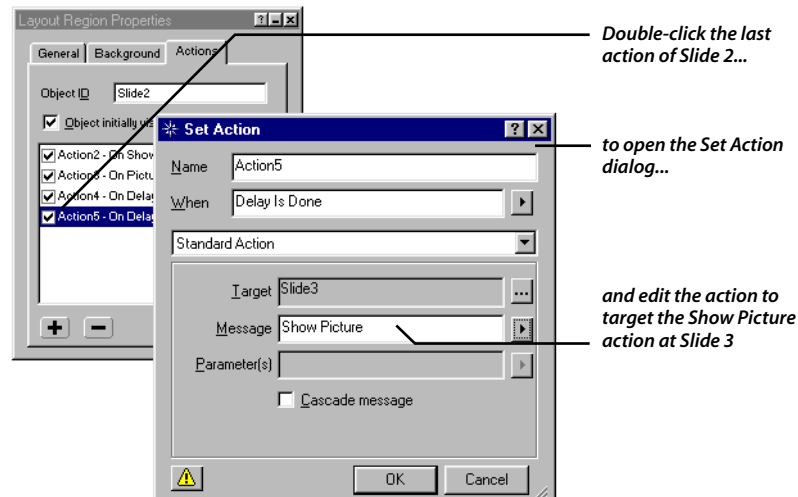 Layout Region Properties
General
Background
Actions
Object ID
Slide2
Object initially vis
Action2 - On Show
Action3 - On Pictu
Action4 - On Delay
Action5 - On Delay
Set Action
Name
Action5
When
Delay Is Done
Standard Action
Target
Slide3
...
Message
Show Picture
Parameter(s)
Cascade message
OK
Cancel
Double-click the last
action of Slide 2...
to open the Set Action
dialog...
and edit the action to
target the Show Picture
action at Slide 3